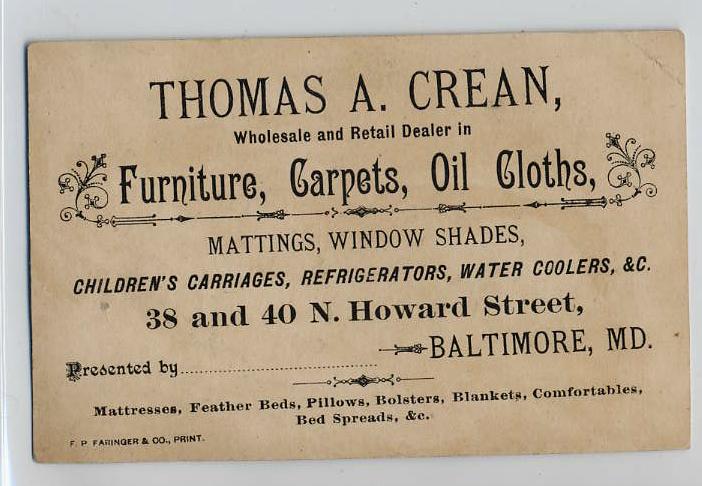 THOMAS A. CREAN,
Wholesale and Retail Dealer in
Furniture, Carpets, Oil Cloths,
MATTINGS, WINDOW SHADES,
CHILDREN'S CARRIAGES, REFRIGERATORS, WATER COOLERS, &C.
38 and 40 N. Howard Street,
BALTIMORE, MD.
Presented by
Mattresses, Feather Beds, Pillows, Bolsters, Blankets, Comfortables,
Bed Spreads, &c.
F. P. FARINGER & CO., PRINT.